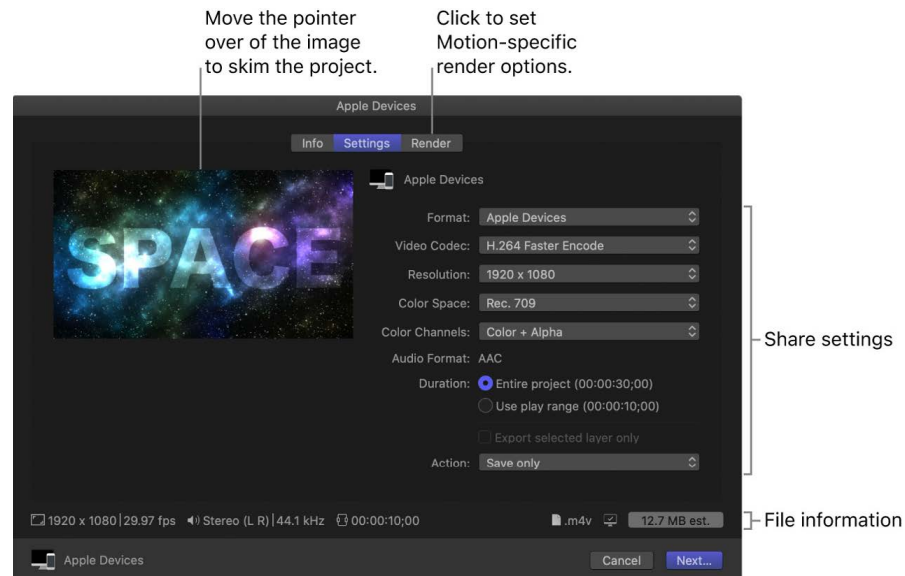 Move the pointer
over of the image
to skim the project.
Click to set
Motion-specific
render options.
Apple Devices
Info Settings Render
SPACE
Apple Devices
Format: Apple Devices
Video Codec: H.264 Faster Encode
Resolution: 1920 x 1080
Color Space: Rec. 709
Color Channels: Color + Alpha
Audio Format: AAC
Duration: Entire project (00:00:30;00)
Use play range (00:00:10;00)
Export selected layer only
Action: Save only
Share settings
1920 x 1080 | 29.97 fps Stereo (L R) | 44.1 kHz 00:00:10;00 .m4v 12.7 MB est.
File information
Apple Devices Cancel Next...